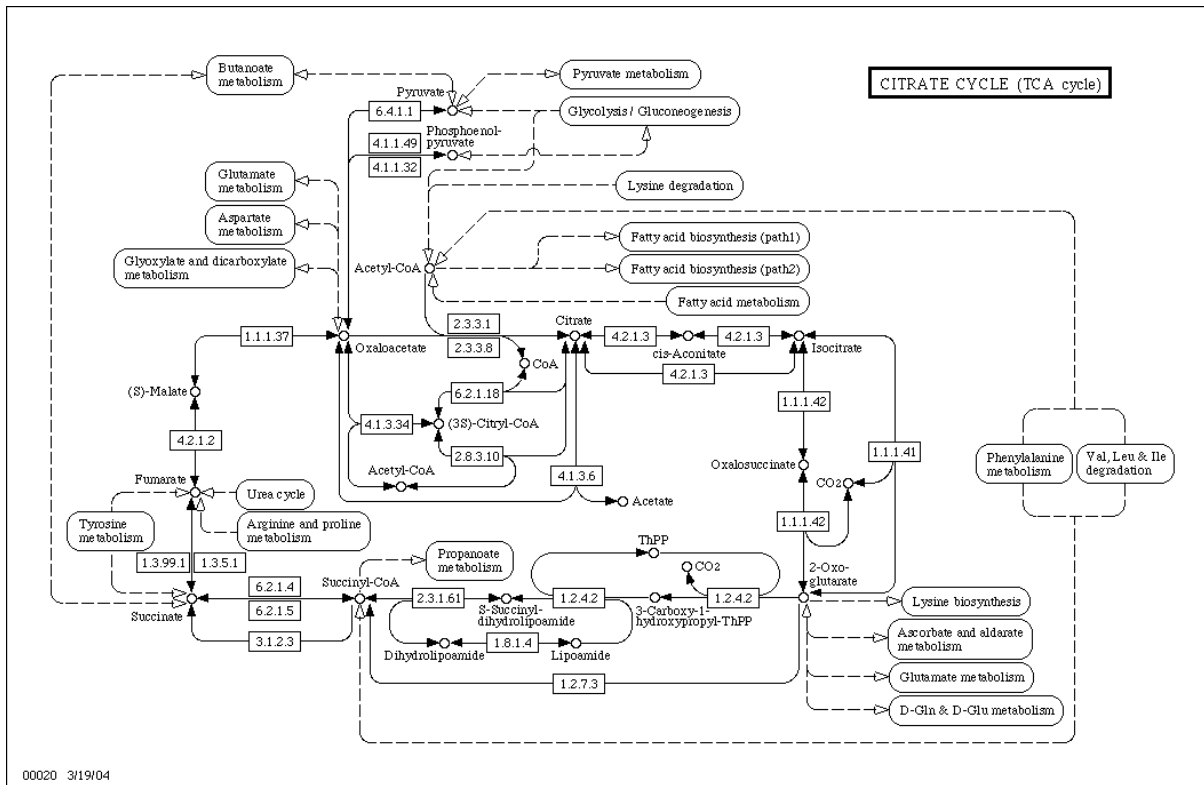 Butanoate
metabolism
Pyruvate
Pyruvate metabolism
CITRATE CYCLE (TCA cycle)
6.4.1.1
Glycolysis / Gluconeogenesis
Phosphoenol-
pyruvate
4.1.1.49
4.1.1.32
Glutamate
metabolism
Lysine degradation
Aspartate
metabolism
Fatty acid biosynthesis (path1)
Glyoxylate and dicarboxylate
metabolism
Acetyl-CoA
Fatty acid biosynthesis (path2)
Fatty acid metabolism
1.1.1.37
Oxaloacetate
2.3.3.1
2.3.3.8
Citrate
4.2.1.3
cis-Aconitate
4.2.1.3
Isocitrate
CoA
4.2.1.3
(S)-Malate
6.2.1.18
1.1.1.42
4.1.3.34
(3S)-Citryl-CoA
4.2.1.2
2.8.3.10
1.1.1.41
Phenylalanine
metabolism
Val, Leu & Ile
degradation
Acetyl-CoA
4.1.3.6
Oxalosuccinate
CO2
Fumarate
Urea cycle
Acetate
Tyrosine
metabolism
Arginine and proline
metabolism
1.1.1.42
1.3.99.1
1.3.5.1
Propanoate
metabolism
ThPP
CO2
2-Oxo-
glutarate
6.2.1.4
6.2.1.5
Succinyl-CoA
2.3.1.61
S-Succinyl-
dihydrolipoamide
1.2.4.2
3-Carboxy-1-
hydroxypropyl-ThPP
1.2.4.2
Lysine biosynthesis
Succinate
3.1.2.3
Dihydrolipoamide
1.8.1.4
Lipoamide
Ascorbate and aldarate
metabolism
1.2.7.3
Glutamate metabolism
D-Gln & D-Glu metabolism
00020 3/19/04